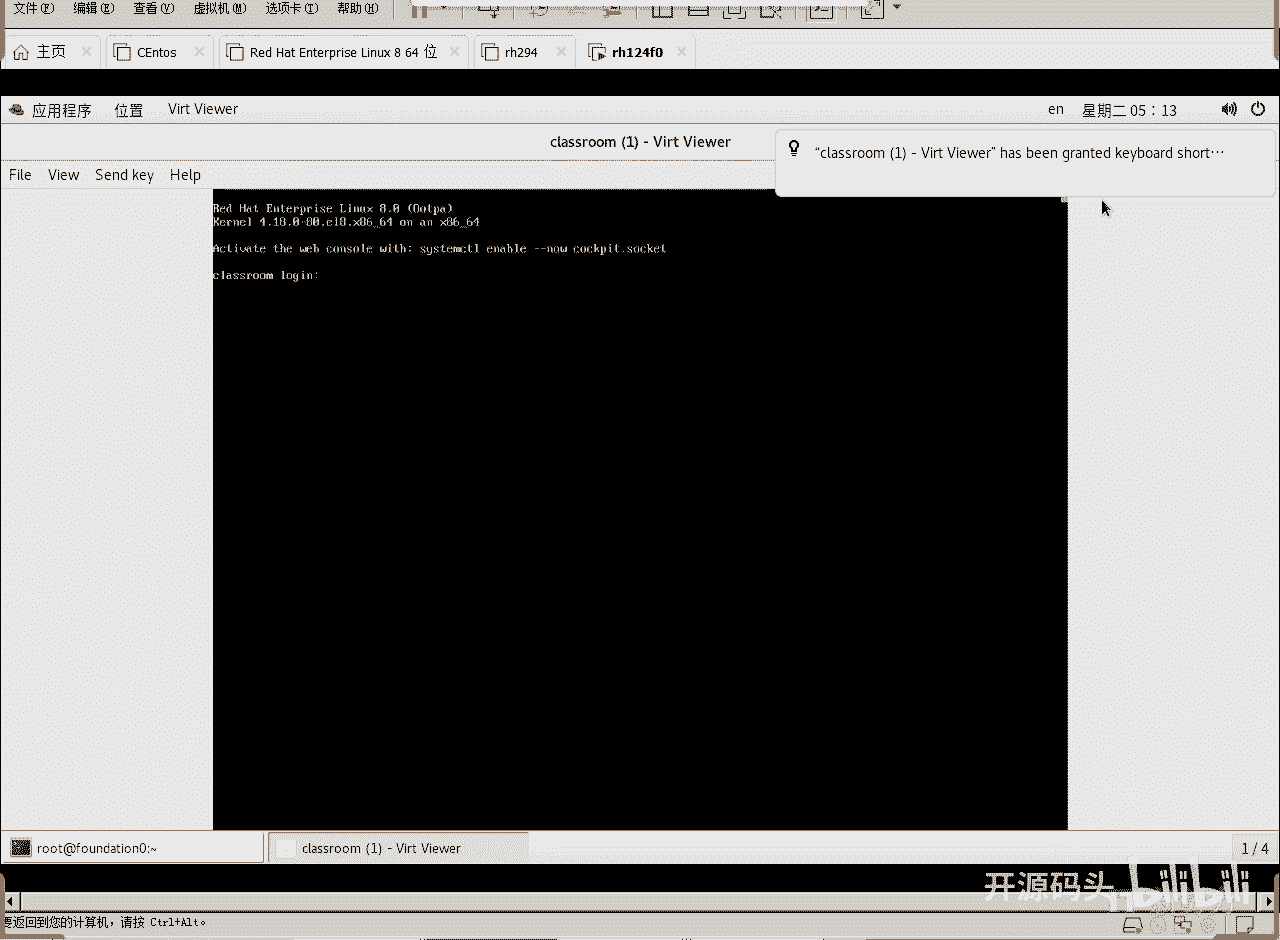 文件(F) 编辑(E) 查看(V) 虚拟机(M) 选项卡(T) 帮助(H)
主页 CEntos Red Hat Enterprise Linux 8 64 位 rh294 rh124f0
应用程序 位置 Virt Viewer en 星期二 05：13
classroom (1) - Virt Viewer
“classroom (1) - Virt Viewer” has been granted keyboard short…
File View Send key Help
Red Hat Enterprise Linux 8.0 (Ootpa)
Kernel 4.18.0-80.el8.x86_64 on an x86_64
Activate the web console with: systemctl enable --now cockpit.socket
classroom login:
root@foundation0:~ classroom (1) - Virt Viewer 1 / 4
开源码头 bilibili
要返回到您的计算机，请按 Ctrl+Alt。